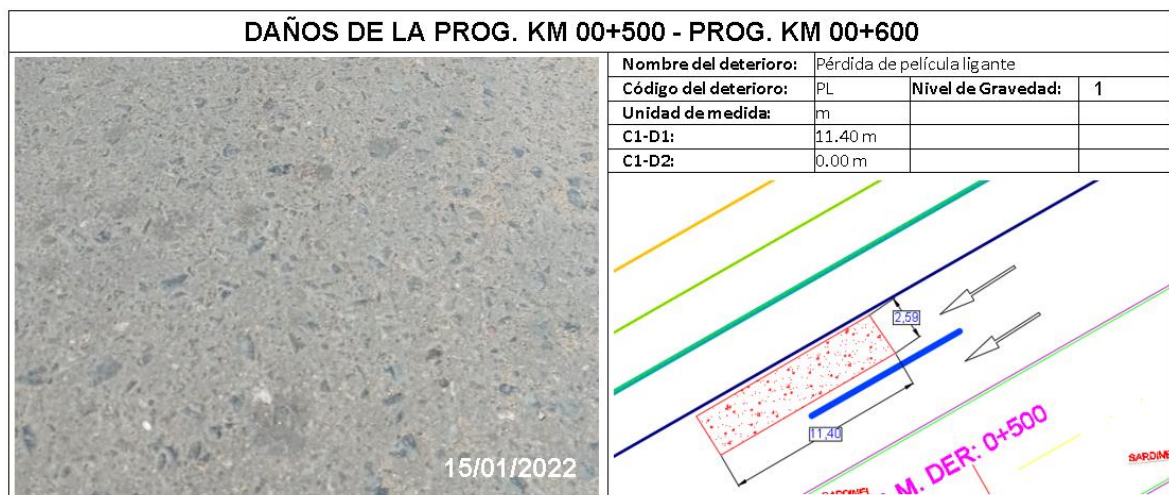 DAÑOS DE LA PROG. KM 00+500 - PROG. KM 00+600
Nombre del deterioro: Pérdida de película ligante
Código del deterioro: PL Nivel de Gravedad: 1
Unidad de medida: m
C1-D1: 11.40 m
C1-D2: 0.00 m
2,59
11,40
M. DER: 0+500
SARDINE
SARDINEL
15/01/2022